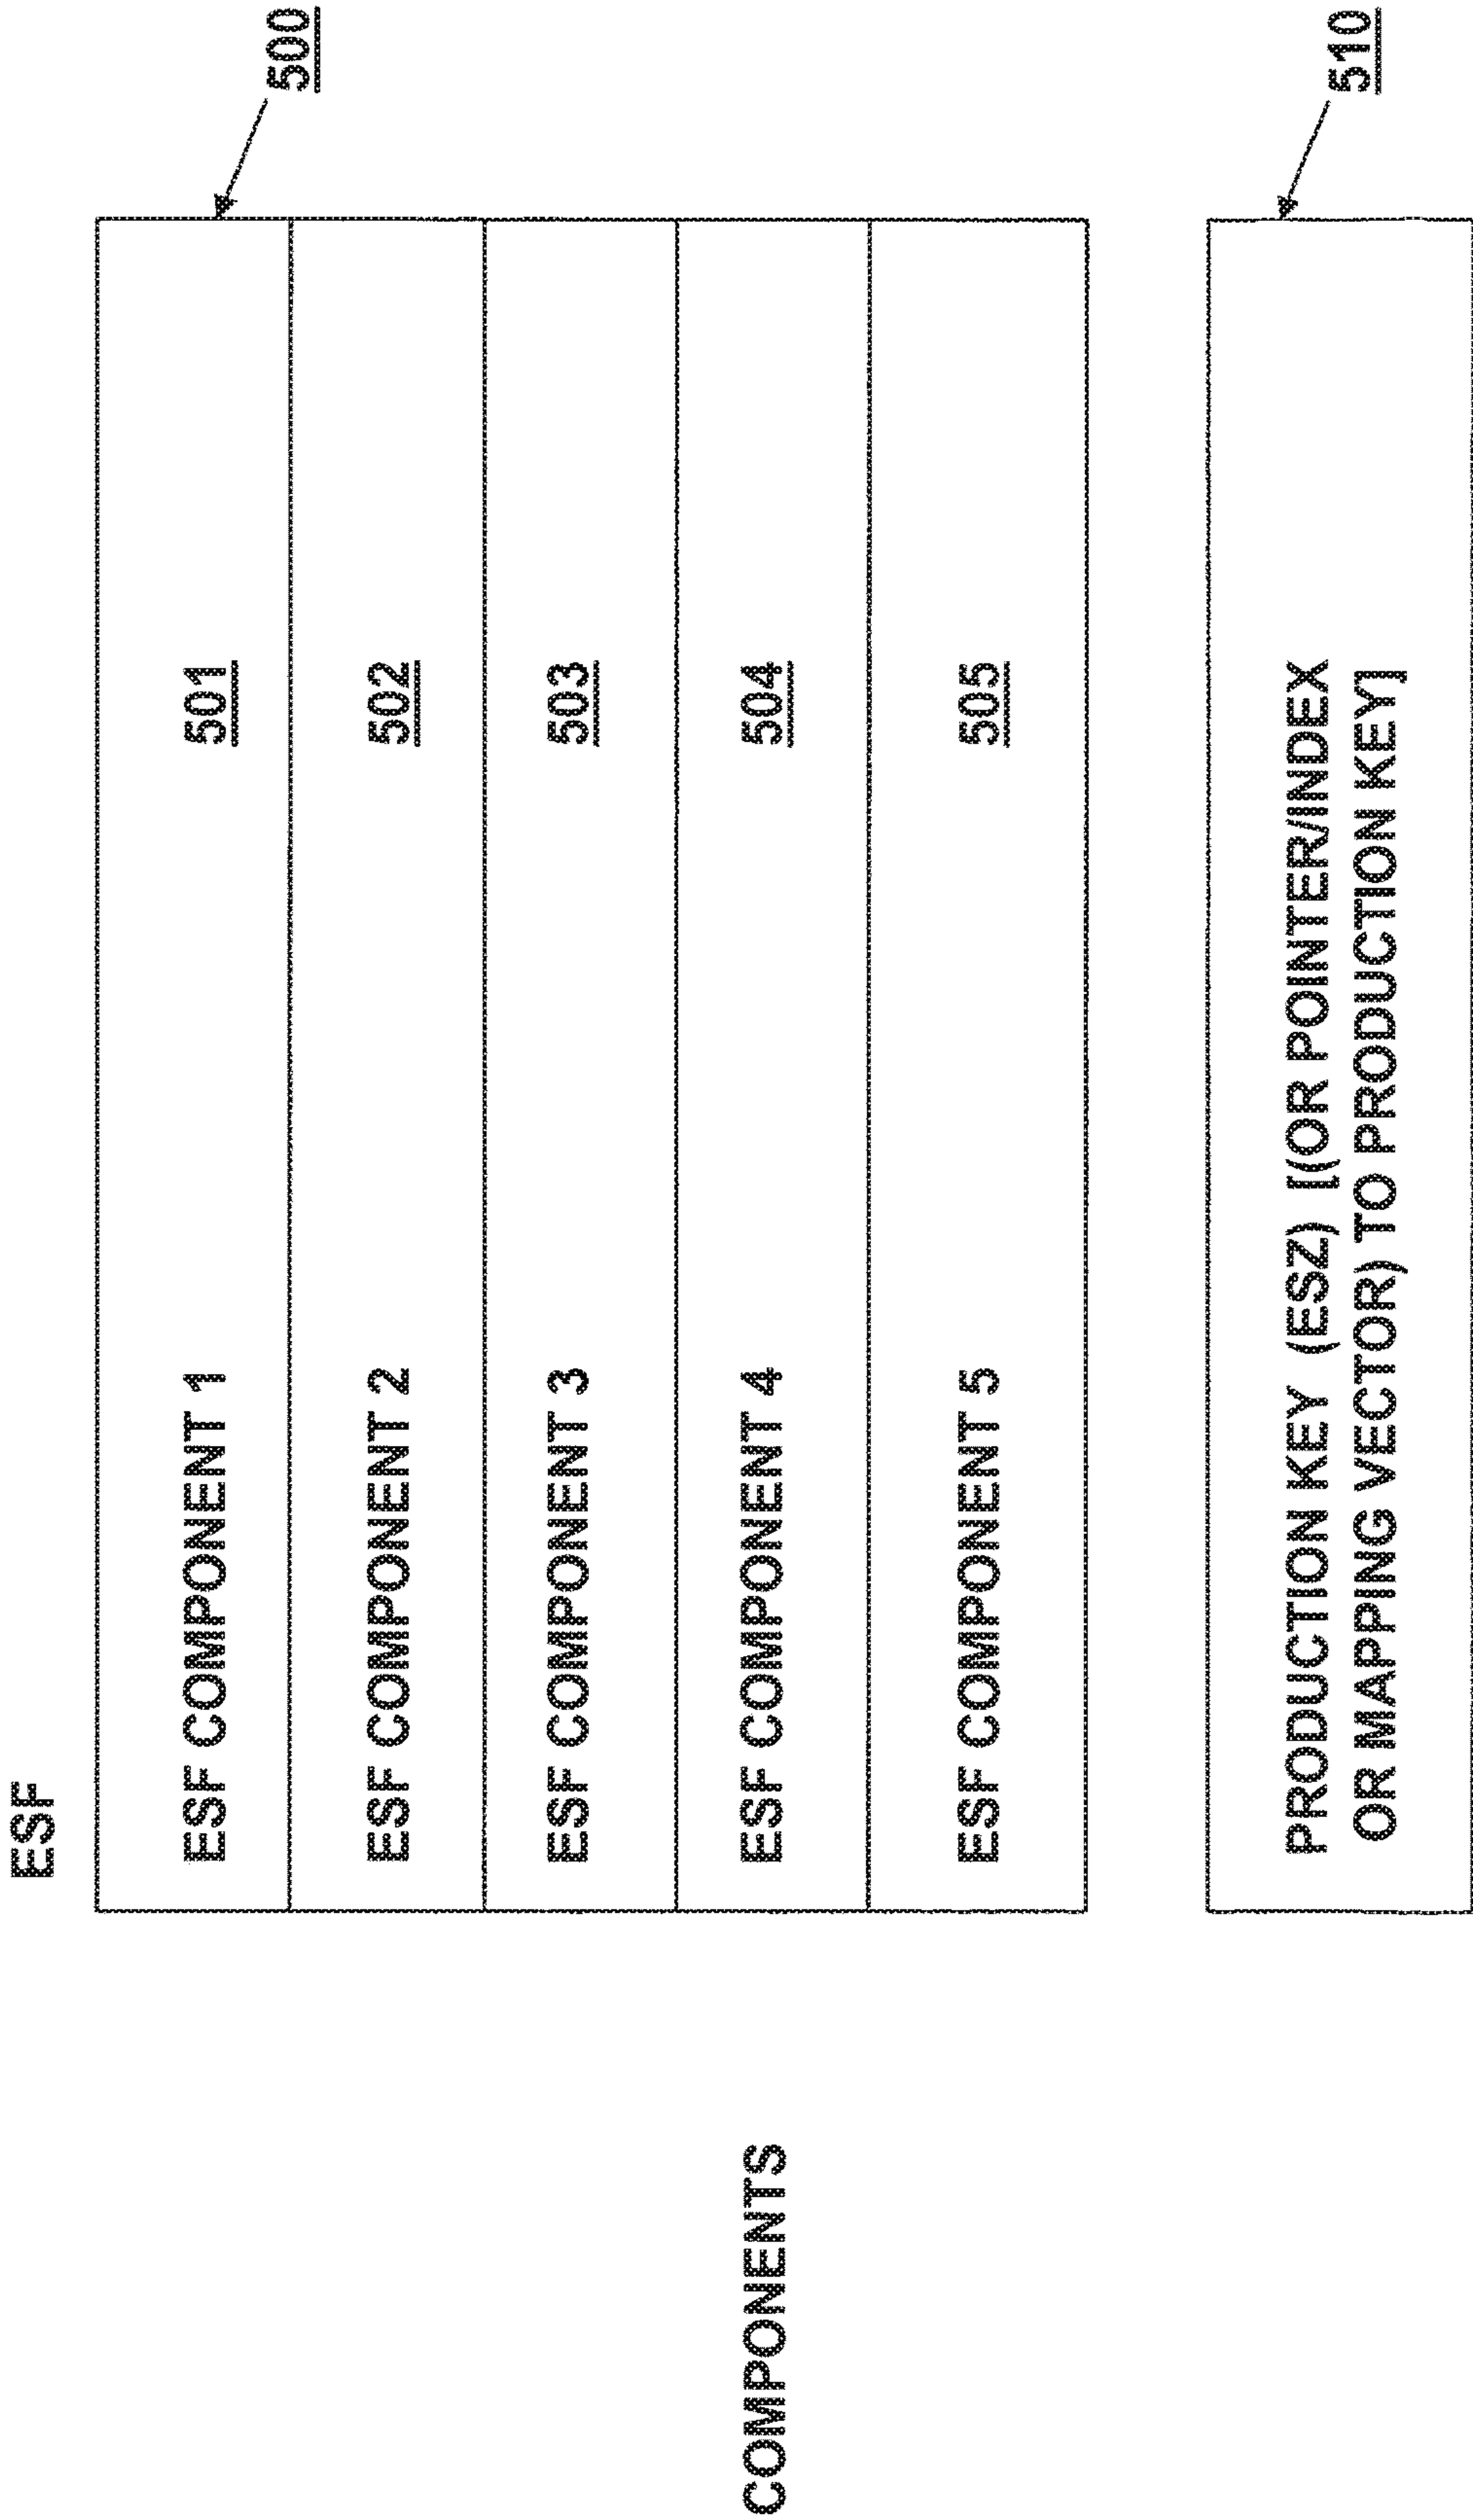 ESF
500
ESF COMPONENT 1 501
ESF COMPONENT 2 502
ESF COMPONENT 3 503
COMPONENTS
ESF COMPONENT 4 504
ESF COMPONENT 5 505
510
PRODUCTION KEY (ESZ) [(OR POINTER/INDEX
OR MAPPING VECTOR) TO PRODUCTION KEY]